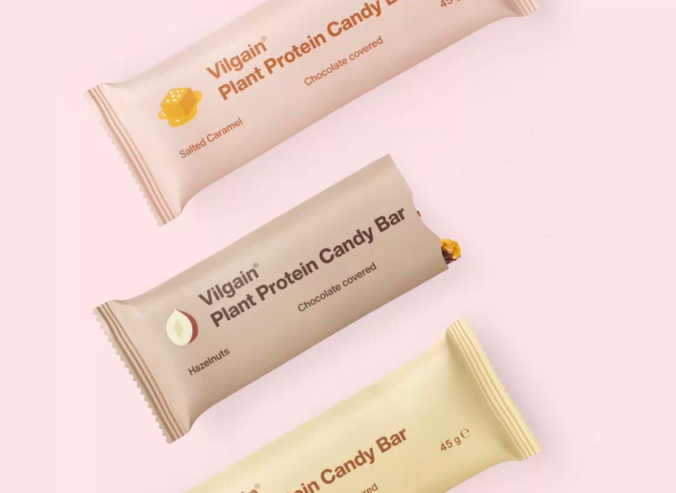 Vilgain®
Plant Protein Candy B
Chocolate covered
45 g
Salted Caramel
Vilgain®
Plant Protein Candy Bar
Chocolate covered
Hazelnuts
ein Candy Bar
45 g ℮